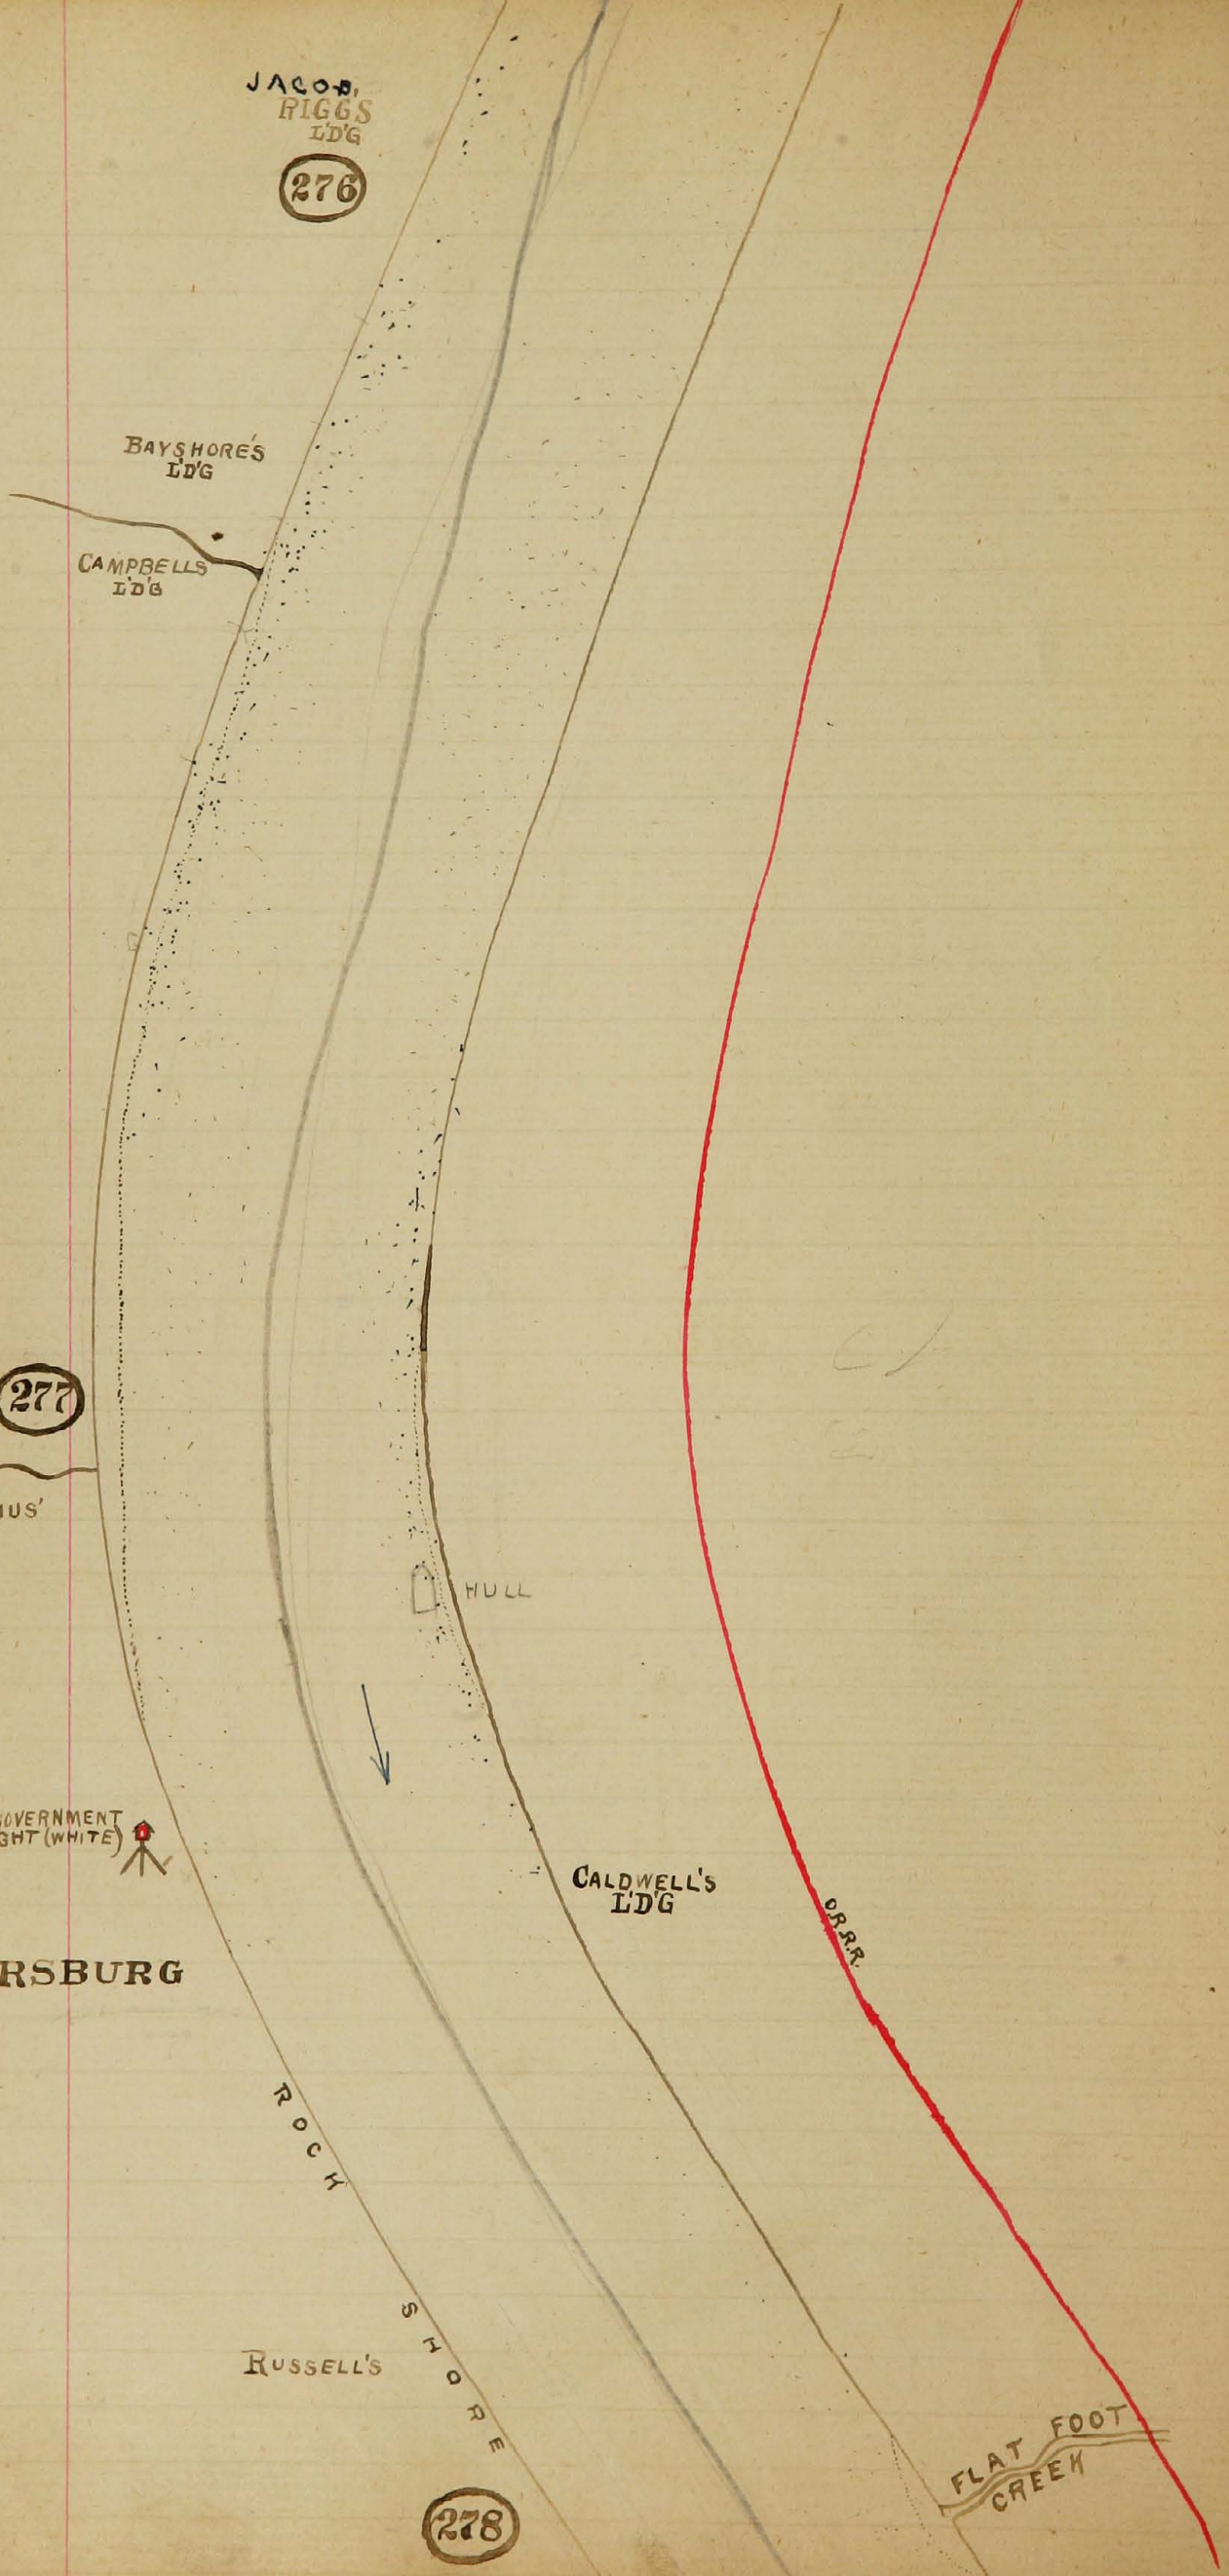 JACOB,
RIGGS
L'D'G
276
BAYSHORE'S
L'D'G
CAMPBELLS
L'D'G
277
IUS'
HULL
OVERNMENT
GHT (WHITE)
CALDWELL'S
L'D'G
O.R.R.R.
RSBURG
ROCK SHORE
RUSSELL'S
FLAT FOOT
CREEK
278